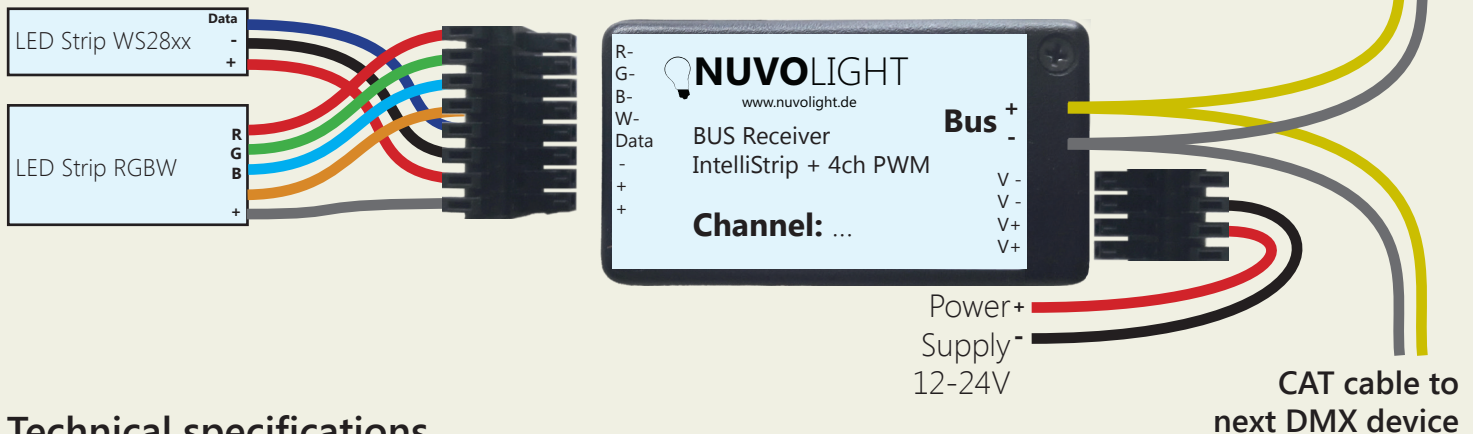 Data
LED Strip WS28xx
-
+
R
G
LED Strip RGBW
B
+
R-
G-
B-
W-
Data
-
+
+
NUVOLIGHT
www.nuvolight.de
BUS Receiver
IntelliStrip + 4ch PWM
Channel: ...
Bus
+
-
V -
V -
V+
V+
Power+
Supply-
12-24V
CAT cable to
next DMX device
Technical specifications